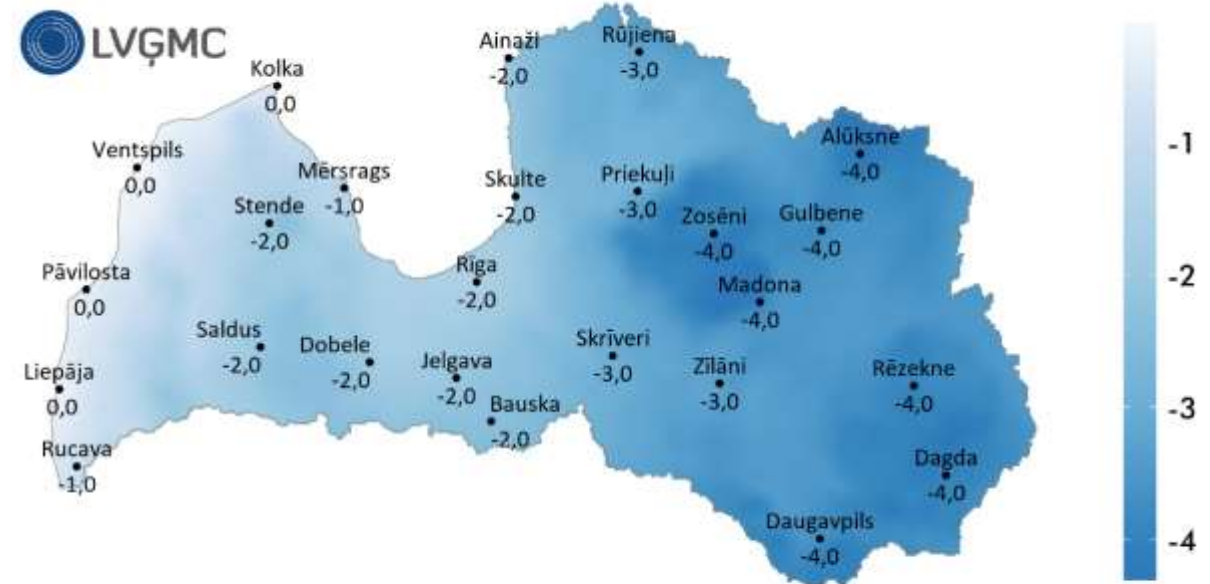 LVĢMC
Ainaži
-2,0
Rūjiena
-3,0
Kolka
0,0
Alūksne
-4,0
-1
Ventspils
0,0
Mērsrags
-1,0
Skulte
-2,0
Priekuļi
-3,0
Stende
-2,0
Zosēni
-4,0
Gulbene
-4,0
Pāvilosta
0,0
Rīga
-2,0
Madona
-4,0
-2
Saldus
-2,0
Dobele
-2,0
Jelgava
-2,0
Skrīveri
-3,0
Zīlāni
-3,0
Rēzekne
-4,0
Liepāja
0,0
Bauska
-2,0
-3
Rucava
-1,0
Dagda
-4,0
Daugavpils
-4,0
-4